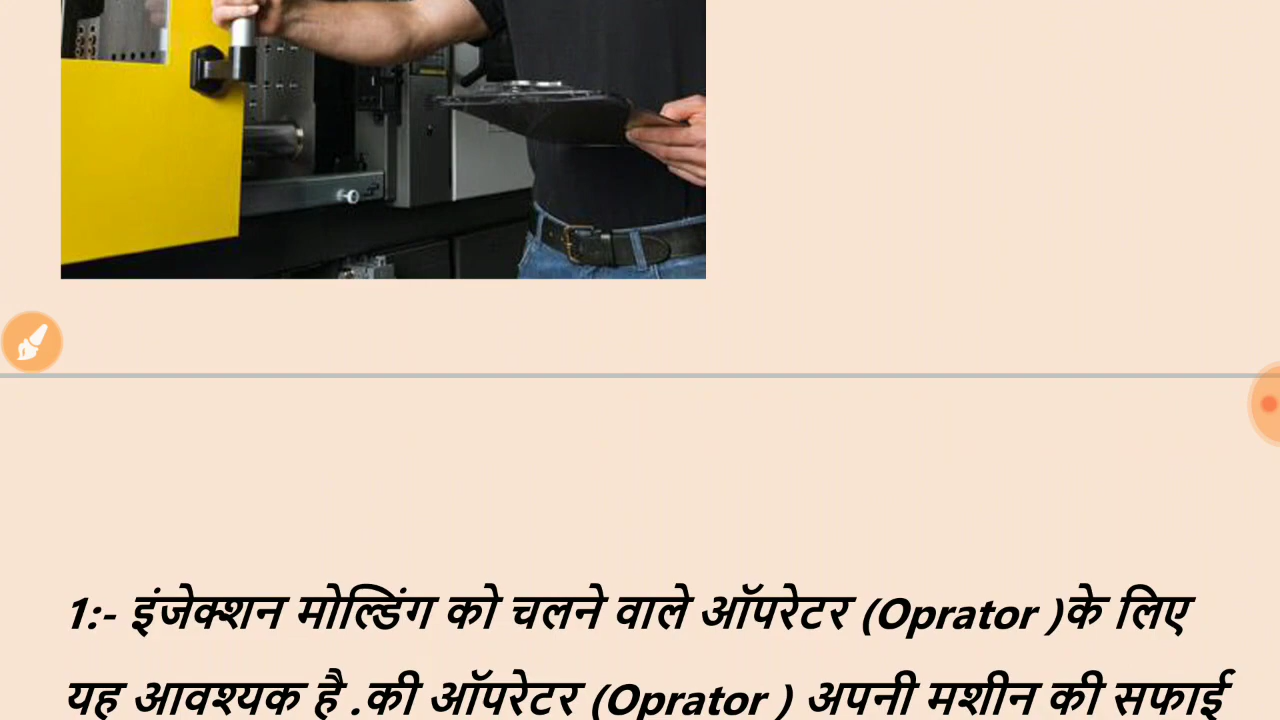 1:- इंजेक्शन मोल्डिंग को चलने वाले ऑपरेटर (Oprator )के लिए
यह आवश्यक है .की ऑपरेटर (Oprator ) अपनी मशीन की सफाई